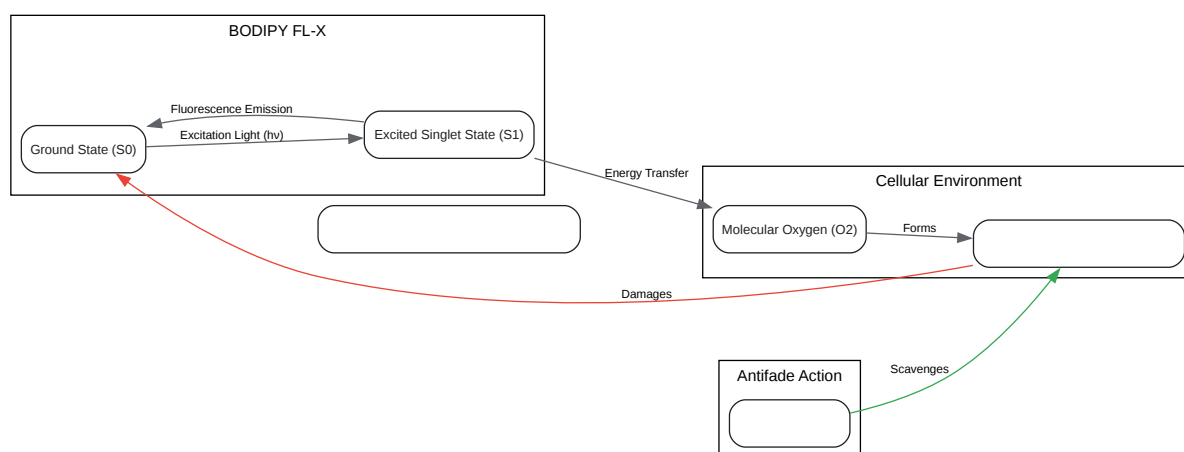 BODIPY FL-X
Fluorescence Emission
Excitation Light (hν)
Ground State (S0)
Excited Singlet State (S1)
Energy Transfer
Cellular Environment
Molecular Oxygen (O2)
Forms
Damages
Scavenges
Antifade Action